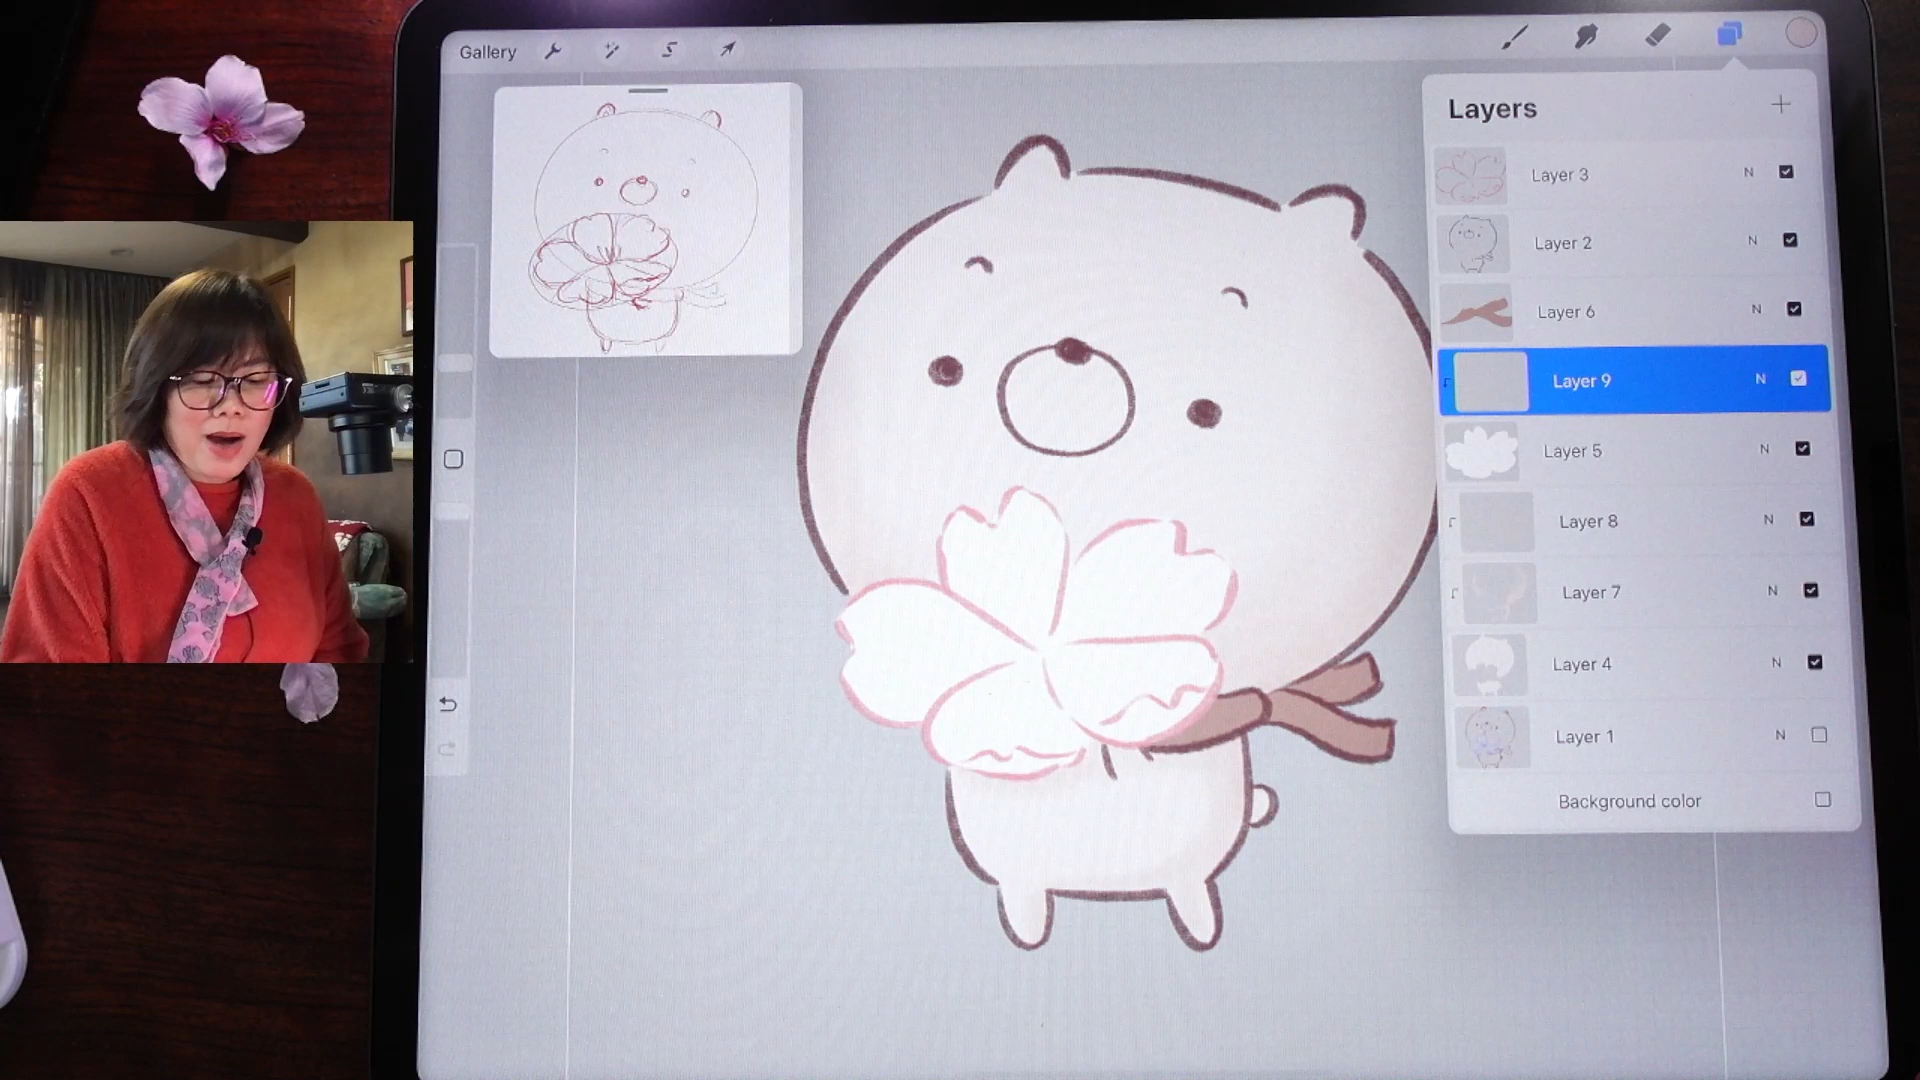 Gallery
Layers
Layer 3 N
Layer 2 N
Layer 6 N
Layer 9 N
Layer 5 N
Layer 8 N
Layer 7 N
Layer 4 N
Layer 1 N
Background color